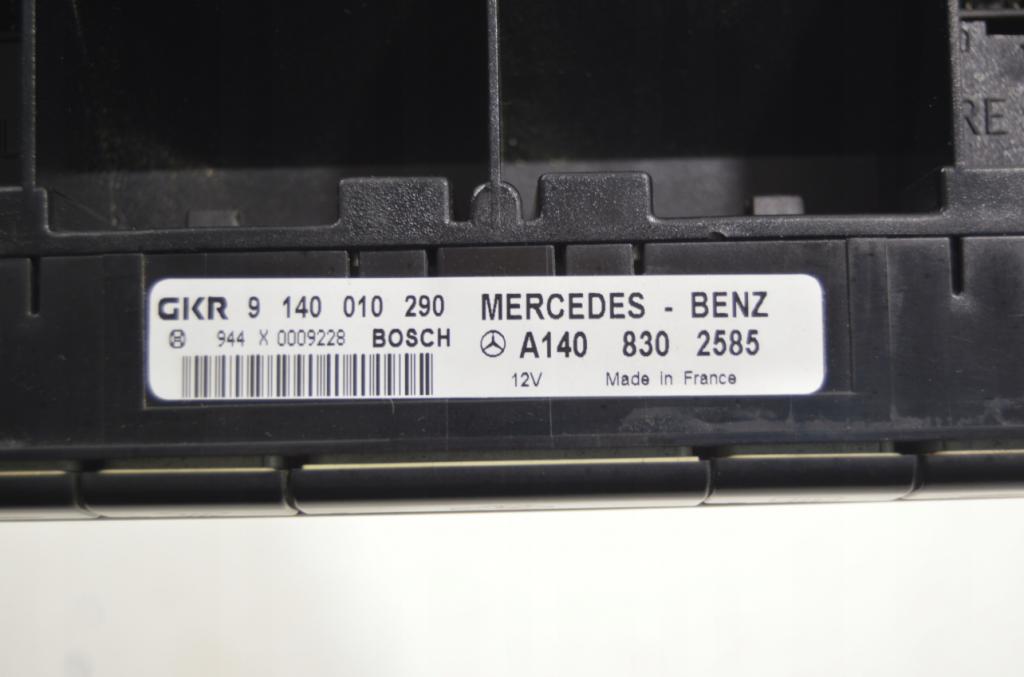 GKR 9 140 010 290 MERCEDES - BENZ
944 X 0009228 BOSCH A140 830 2585
12V Made in France